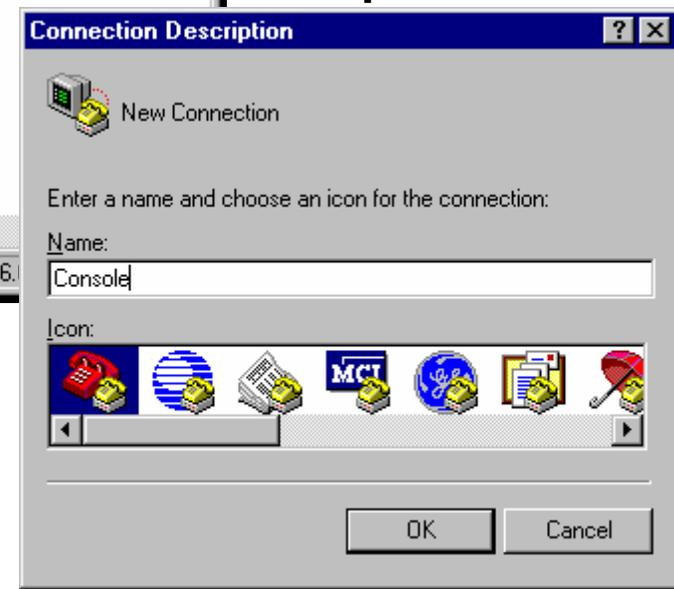 Connection Description
New Connection
Enter a name and choose an icon for the connection:
Name:
6.
Console
Icon:
MCI
OK
Cancel